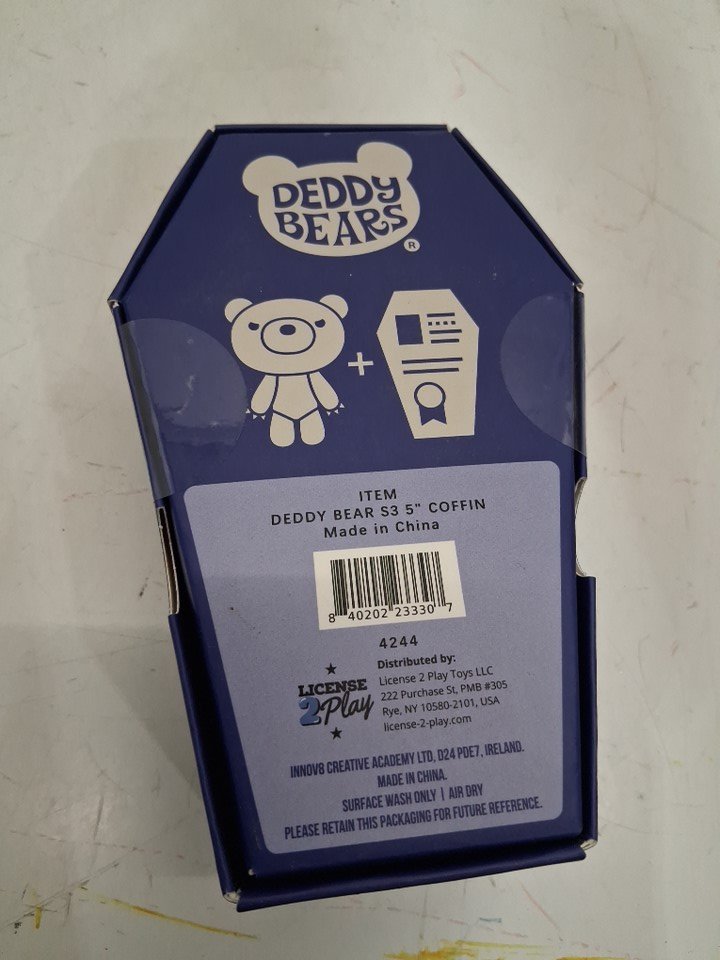 DEDDY
BEARS
®
+
ITEM
DEDDY BEAR S3 5" COFFIN
Made in China
8 40202 23330 7
4244
LICENSE
2 Play
Distributed by:
License 2 Play Toys LLC
222 Purchase St, PMB #305
Rye, NY 10580-2101, USA
license-2-play.com
INNOV8 CREATIVE ACADEMY LTD, D24 PDE7, IRELAND.
MADE IN CHINA.
SURFACE WASH ONLY | AIR DRY
PLEASE RETAIN THIS PACKAGING FOR FUTURE REFERENCE.